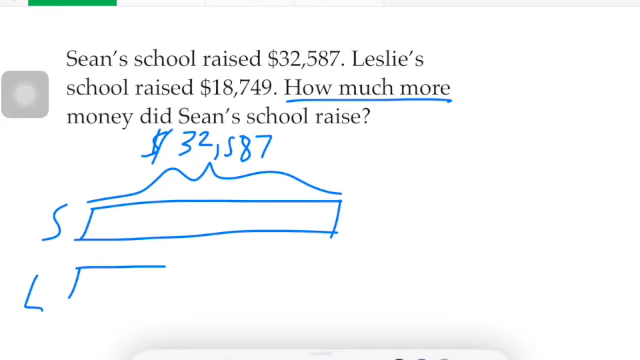 Sean's school raised $32,587. Leslie's
school raised $18,749. How much more
money did Sean's school raise?
$ 32,587
S
L